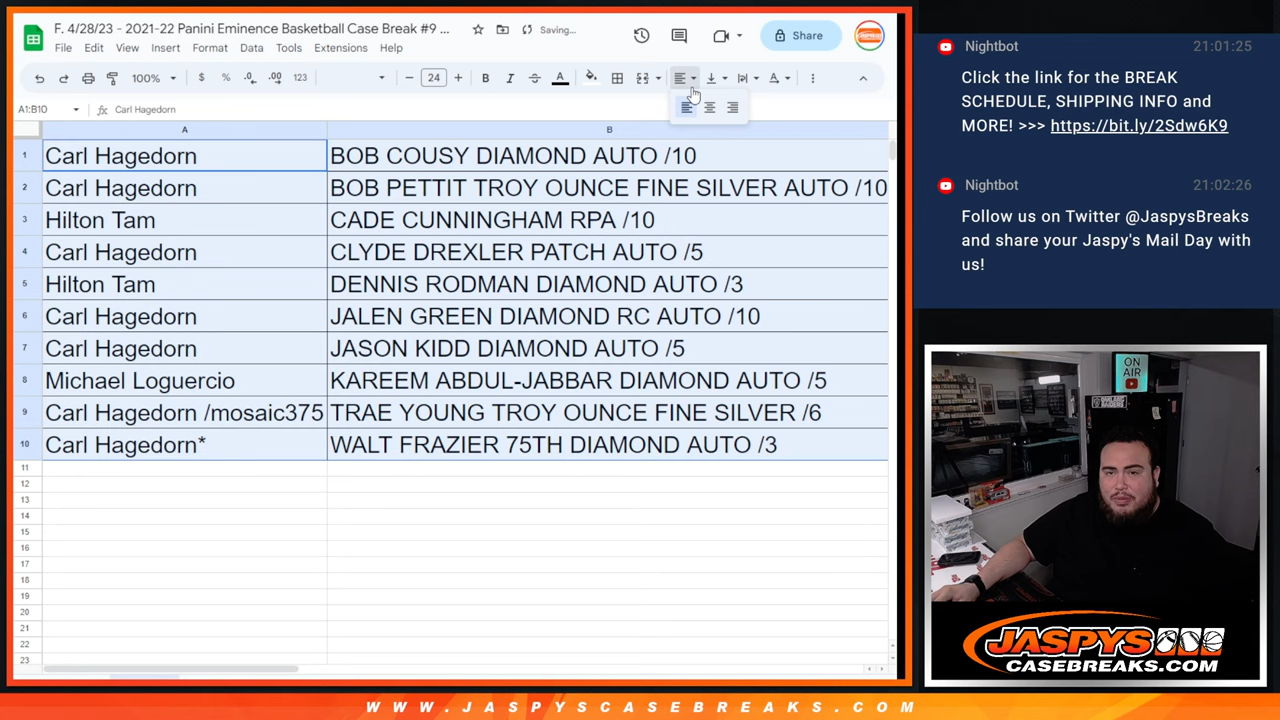 F. 4/28/23 - 2021-22 Panini Eminence Basketball Case Break #9 ...
Saving...
File Edit View Insert Format Data Tools Extensions Help
Share
100% $ % .0 .00 123 24 B I S A
A1:B10 fx Carl Hagedorn
A B
1 Carl Hagedorn BOB COUSY DIAMOND AUTO /10
2 Carl Hagedorn BOB PETTIT TROY OUNCE FINE SILVER AUTO /10
3 Hilton Tam CADE CUNNINGHAM RPA /10
4 Carl Hagedorn CLYDE DREXLER PATCH AUTO /5
5 Hilton Tam DENNIS RODMAN DIAMOND AUTO /3
6 Carl Hagedorn JALEN GREEN DIAMOND RC AUTO /10
7 Carl Hagedorn JASON KIDD DIAMOND AUTO /5
8 Michael Loguercio KAREEM ABDUL-JABBAR DIAMOND AUTO /5
9 Carl Hagedorn /mosaic375 TRAE YOUNG TROY OUNCE FINE SILVER /6
10 Carl Hagedorn* WALT FRAZIER 75TH DIAMOND AUTO /3
11
12
13
14
15
16
17
18
19
20
21
22
23
Nightbot 21:01:25
Click the link for the BREAK
SCHEDULE, SHIPPING INFO and
MORE! >>> https://bit.ly/2Sdw6K9
Nightbot 21:02:26
Follow us on Twitter @JaspysBreaks
and share your Jaspy's Mail Day with
us!
ON
AIR
JASPYS
CASEBREAKS.COM
WWW.JASPYSCASEBREAKS.COM